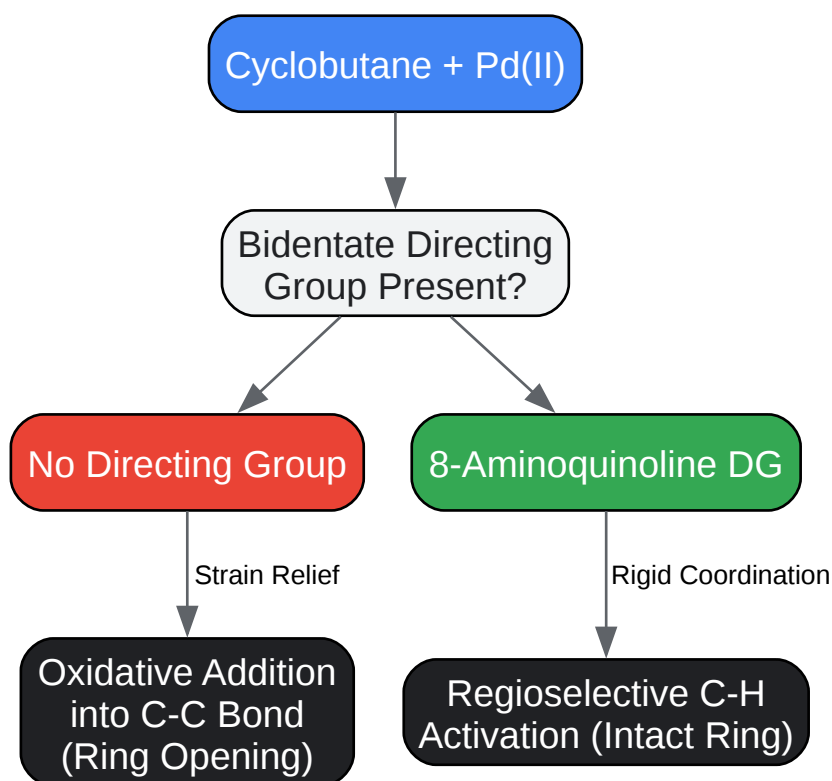 Cyclobutane + Pd(II)
Bidentate Directing
Group Present?
No Directing Group
8-Aminoquinoline DG
Strain Relief
Rigid Coordination
Oxidative Addition
into C-C Bond
(Ring Opening)
Regioselective C-H
Activation (Intact Ring)